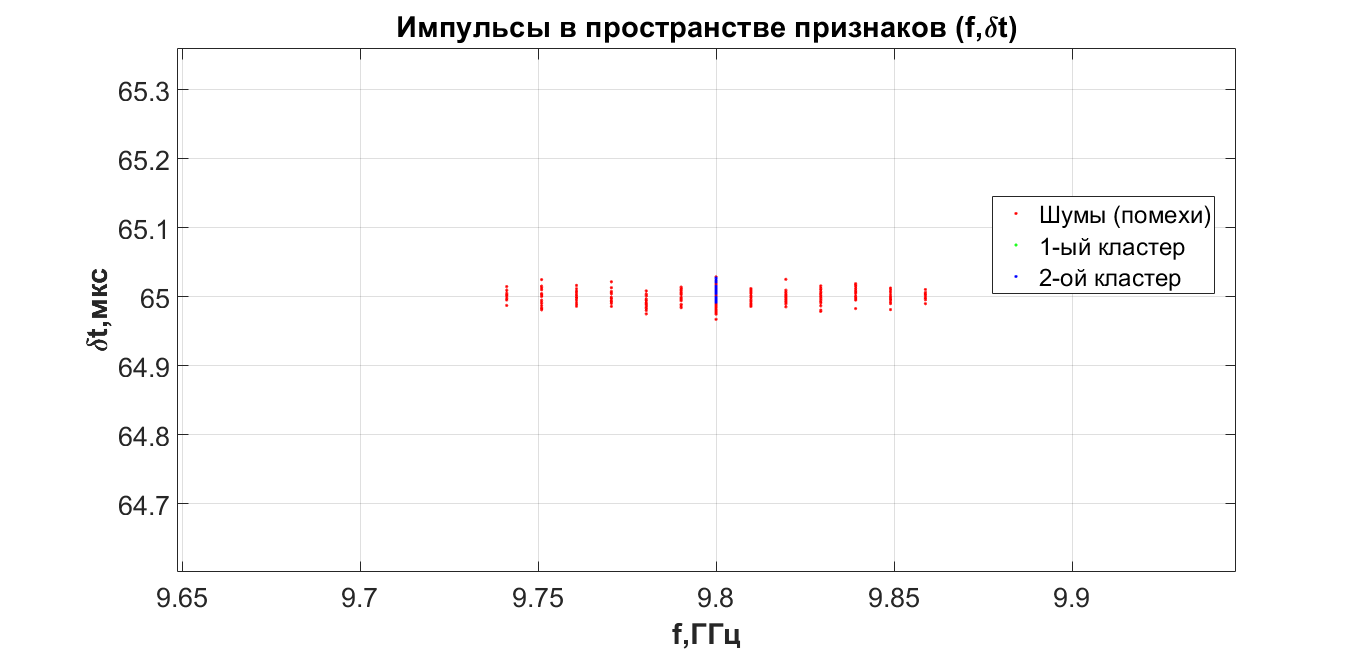 Импульсы в пространстве признаков (f,δt)
65.3
65.2
65.1
65
64.9
64.8
64.7
δt,мкс
Шумы (помехи)
1-ый кластер
2-ой кластер
9.65 9.7 9.75 9.8 9.85 9.9
f,ГГц